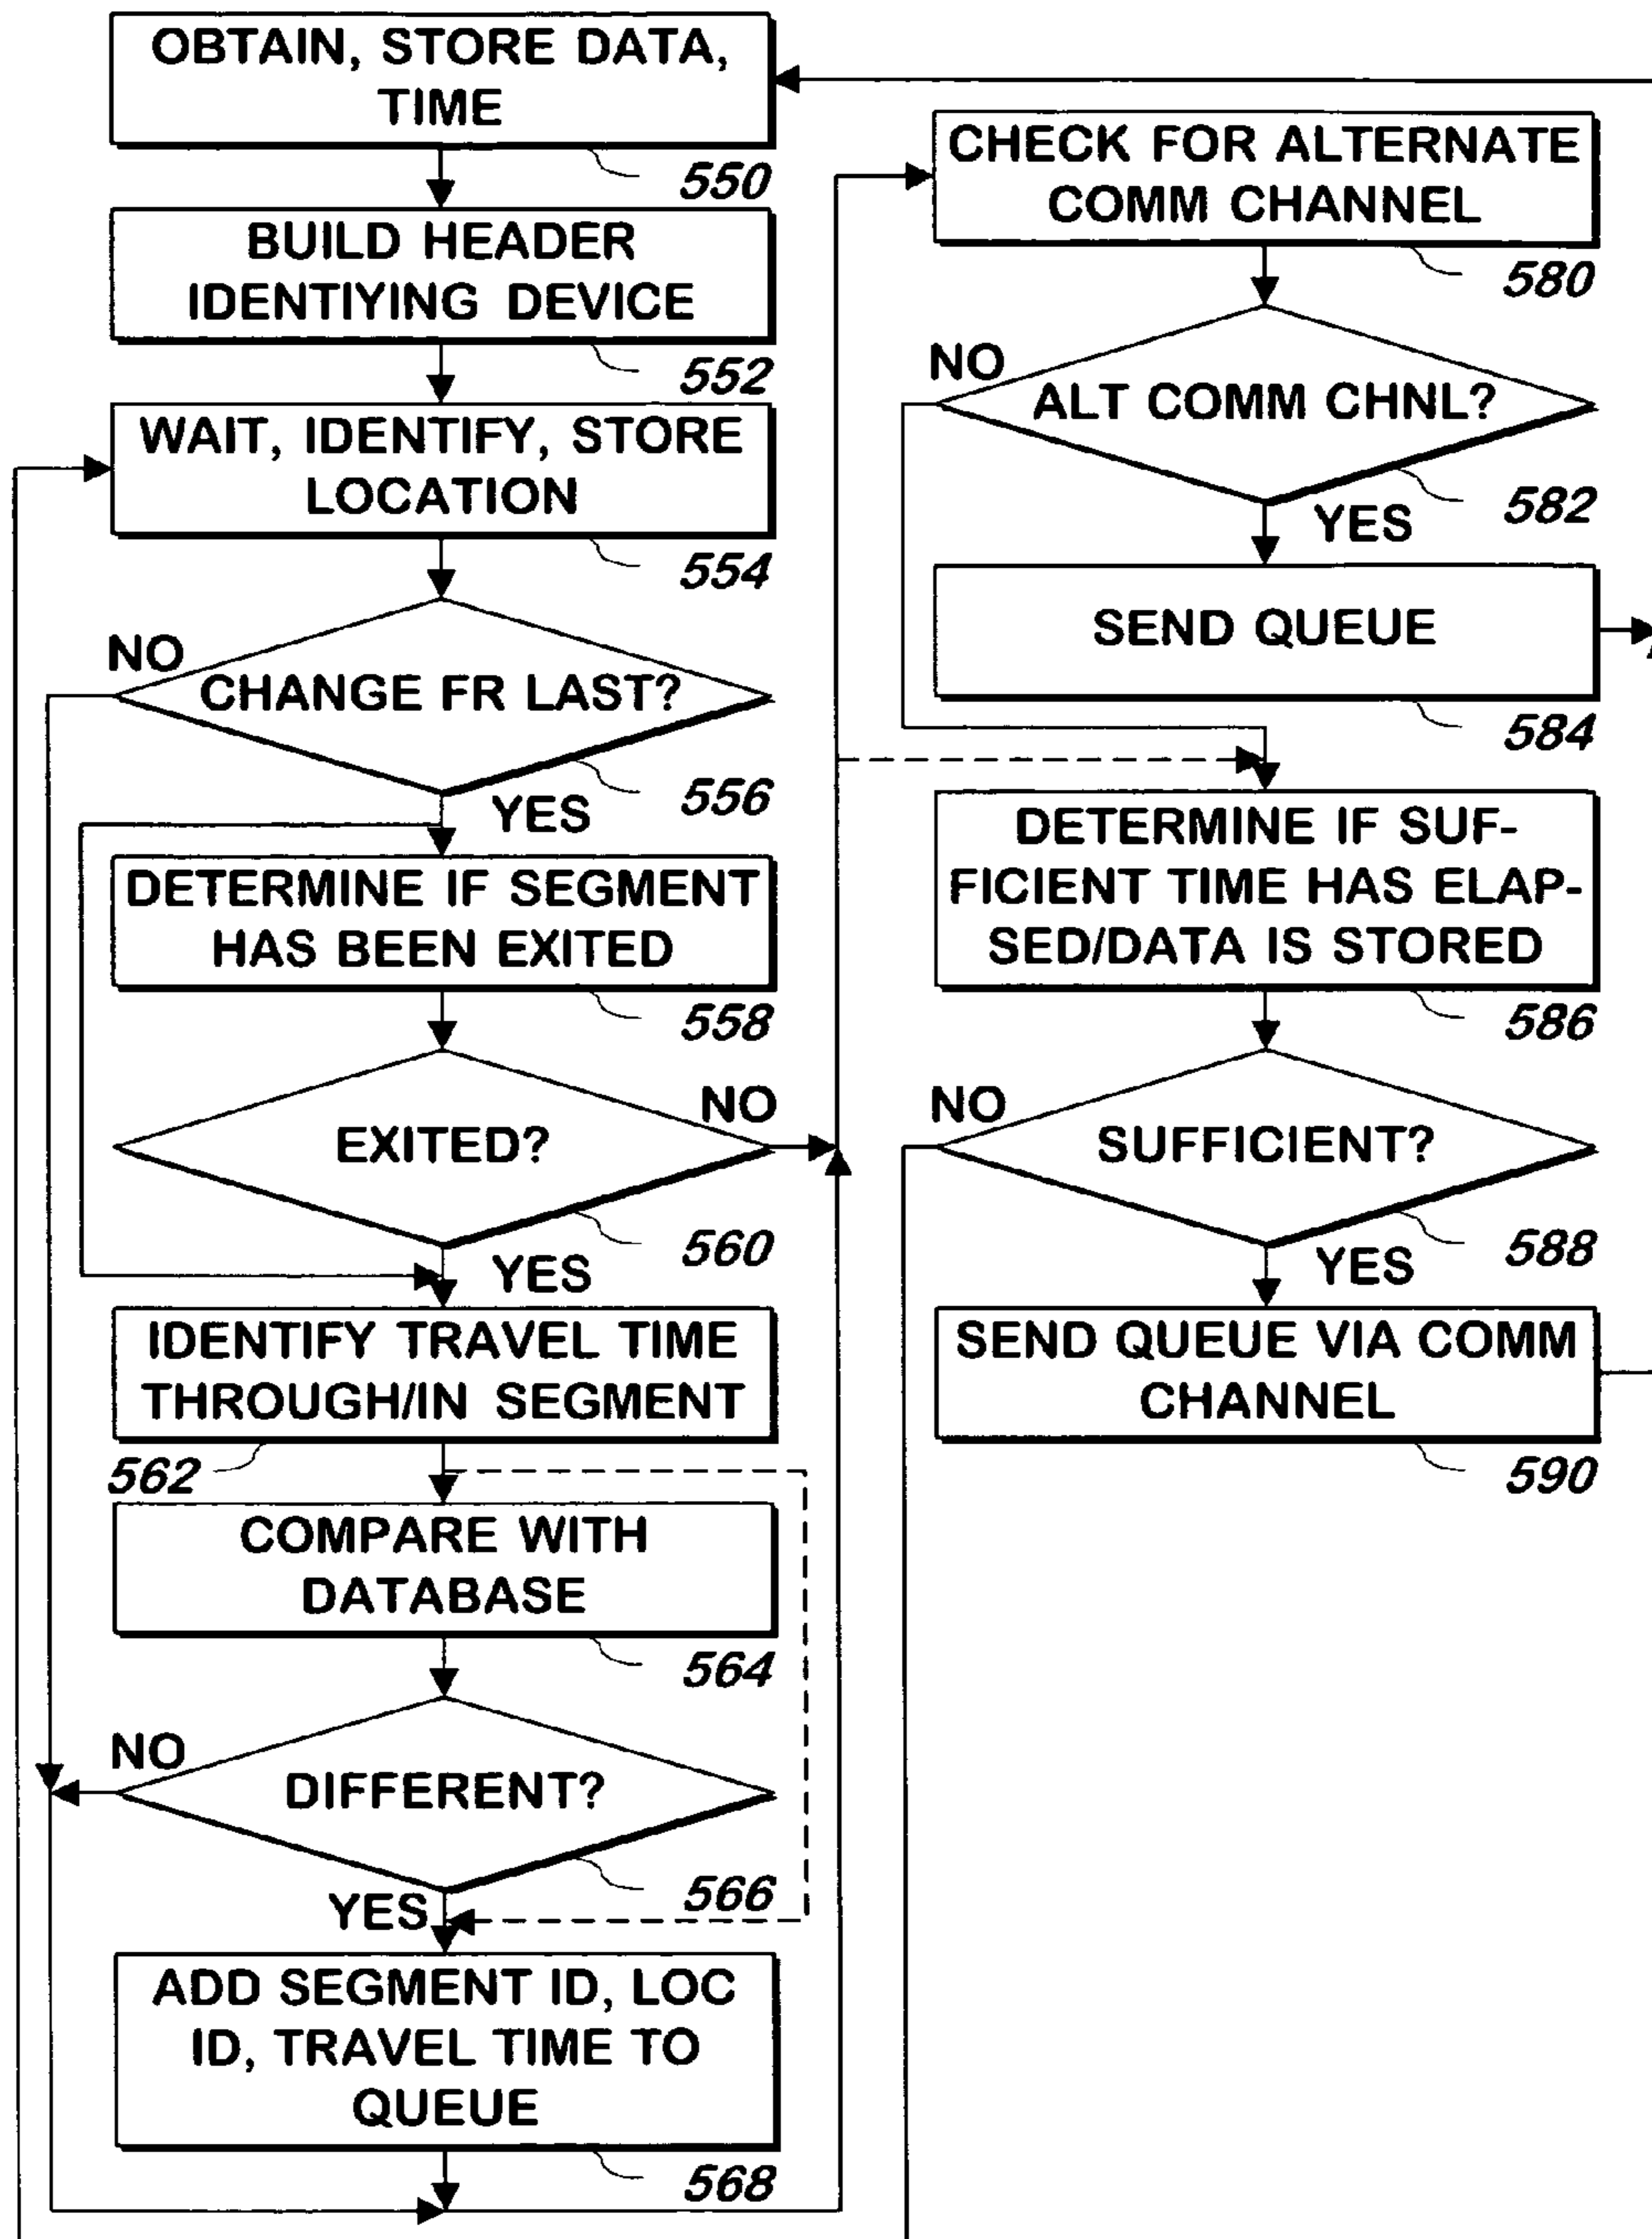 OBTAIN, STORE DATA,
TIME
550
BUILD HEADER
IDENTIYING DEVICE
552
WAIT, IDENTIFY, STORE
LOCATION
554
NO
CHANGE FR LAST?
556
YES
DETERMINE IF SEGMENT
HAS BEEN EXITED
558
NO
EXITED?
560
YES
IDENTIFY TRAVEL TIME
THROUGH/IN SEGMENT
562
COMPARE WITH
DATABASE
564
NO
DIFFERENT?
566
YES
ADD SEGMENT ID, LOC
ID, TRAVEL TIME TO
QUEUE
568
CHECK FOR ALTERNATE
COMM CHANNEL
580
NO
ALT COMM CHNL?
582
YES
SEND QUEUE
584
DETERMINE IF SUF-
FICIENT TIME HAS ELAP-
SED/DATA IS STORED
586
NO
SUFFICIENT?
588
YES
SEND QUEUE VIA COMM
CHANNEL
590